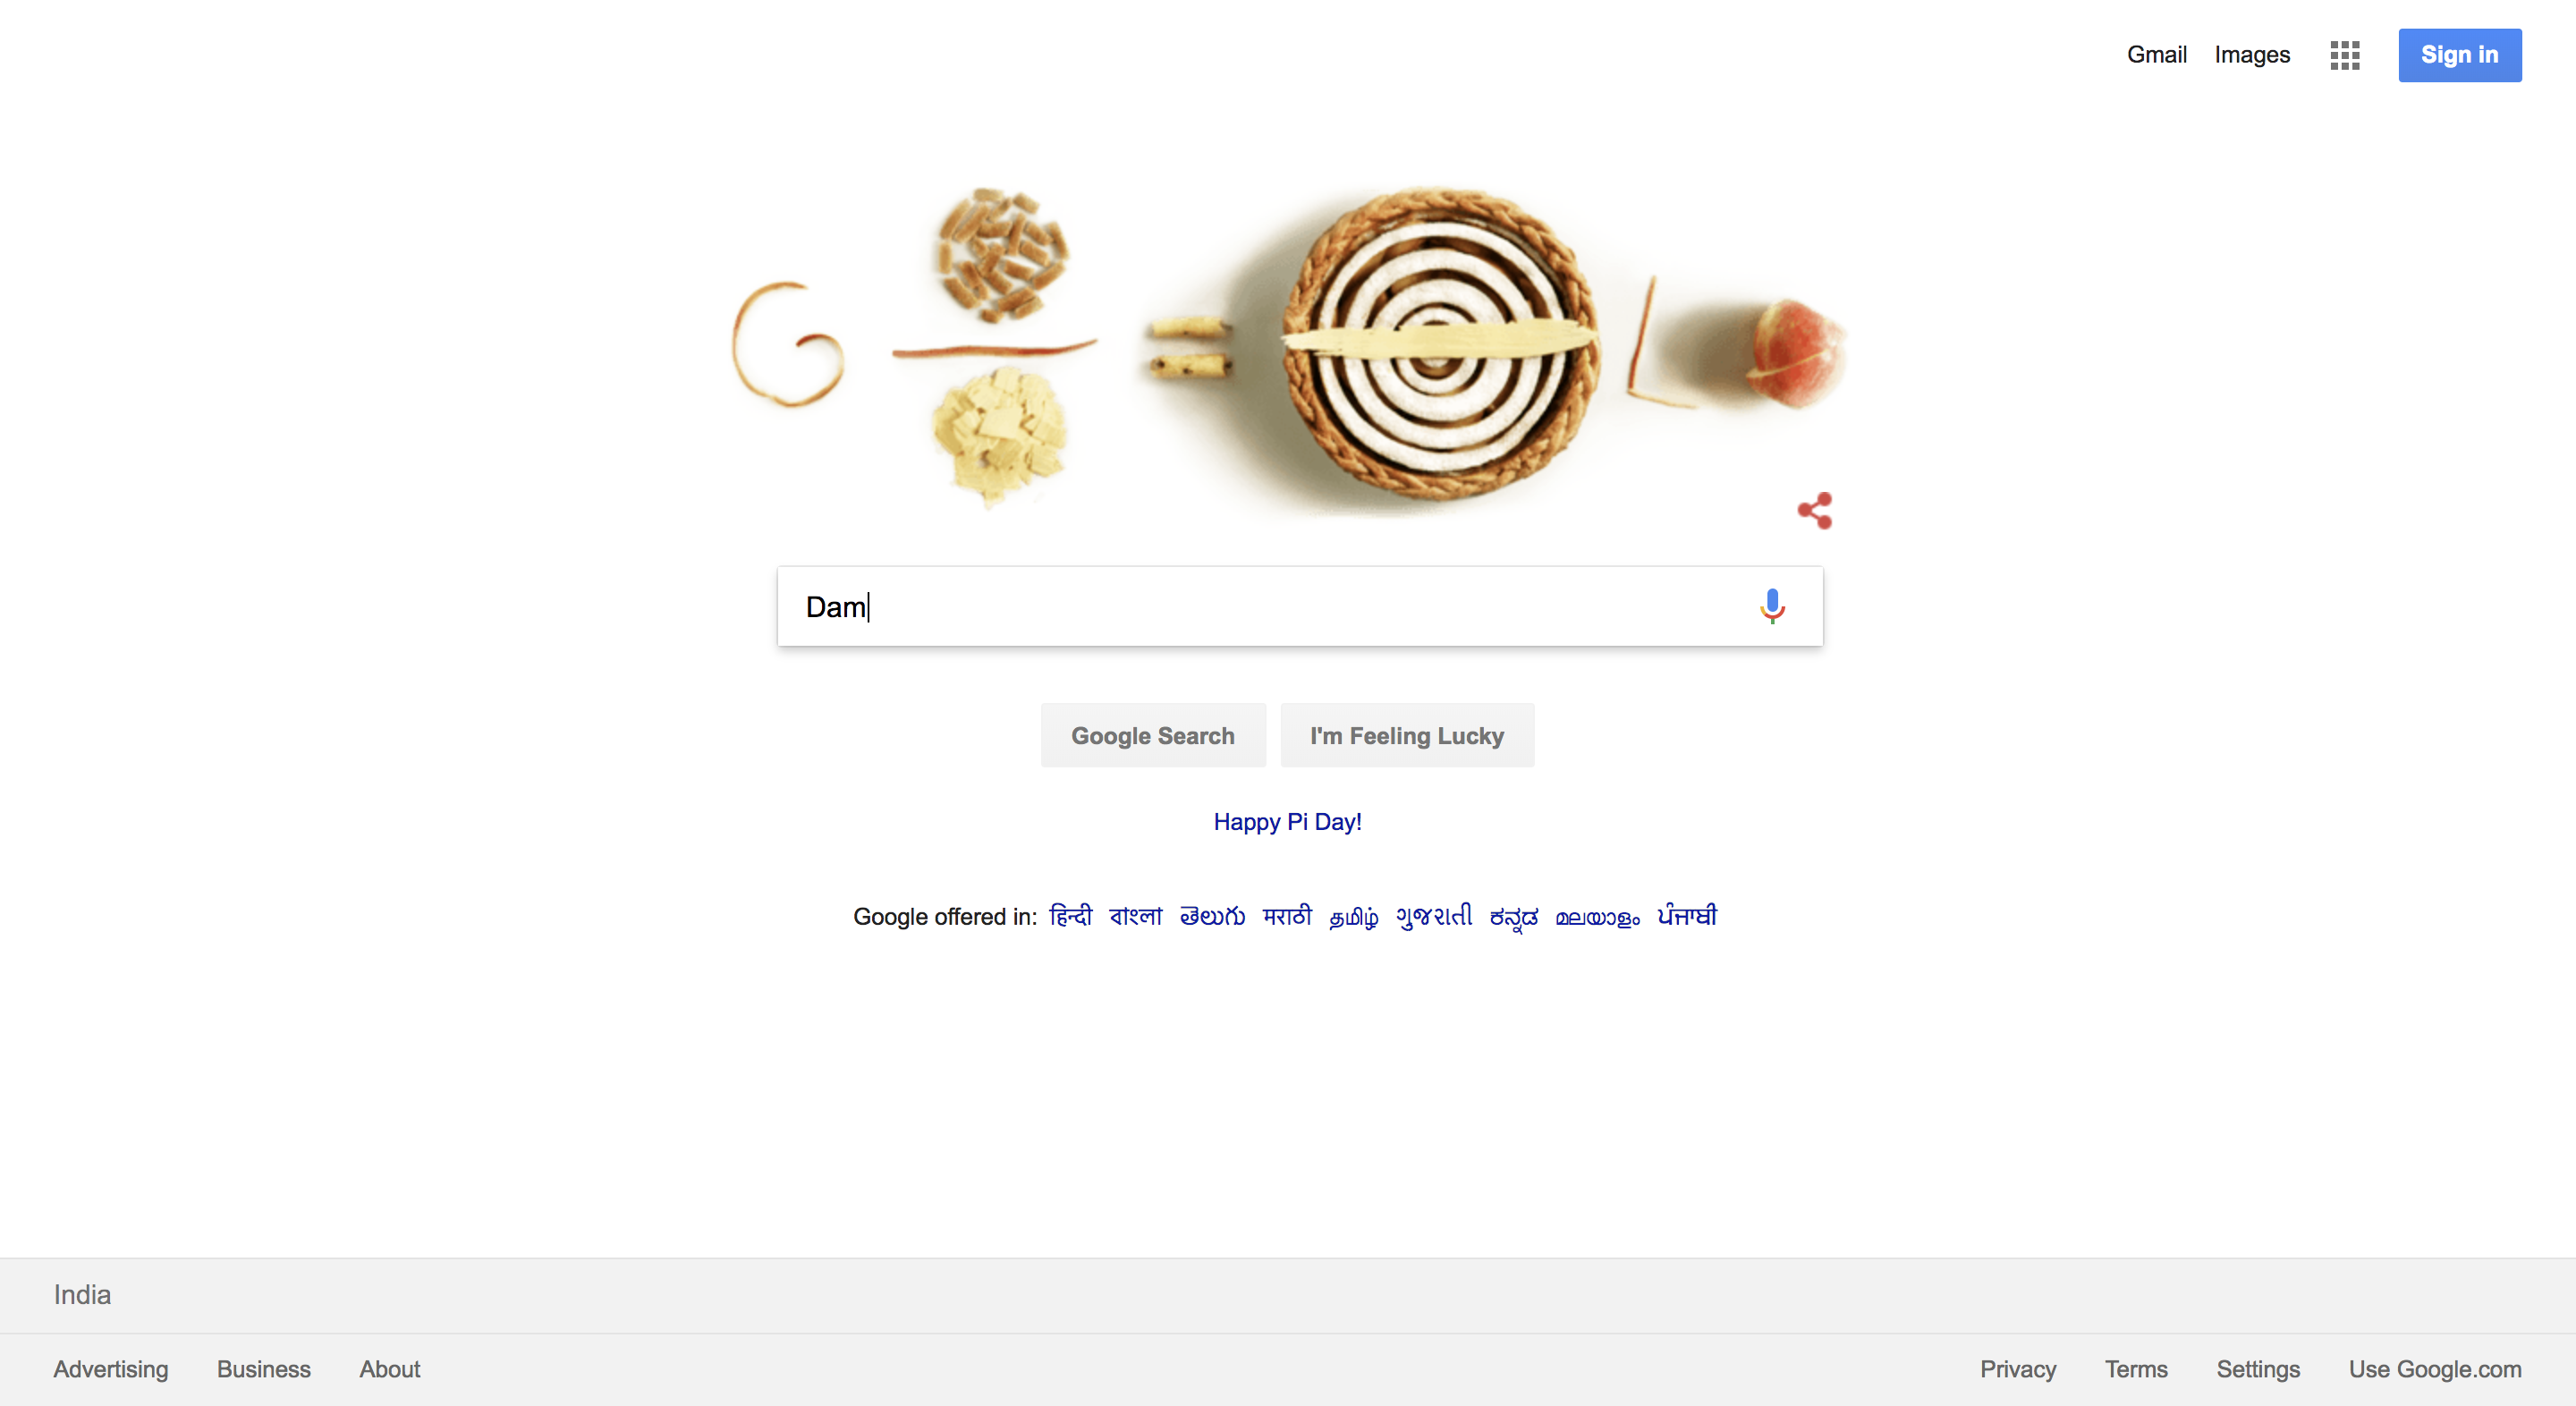 Gmail Images Sign in
Dam
Google Search I'm Feeling Lucky
Happy Pi Day!
Google offered in: हिन्दी বাংলা తెలుగు मराठी தமிழ் ગુજરાતી ಕನ್ನಡ മലയാളം ਪੰਜਾਬੀ
India
Advertising Business About Privacy Terms Settings Use Google.com